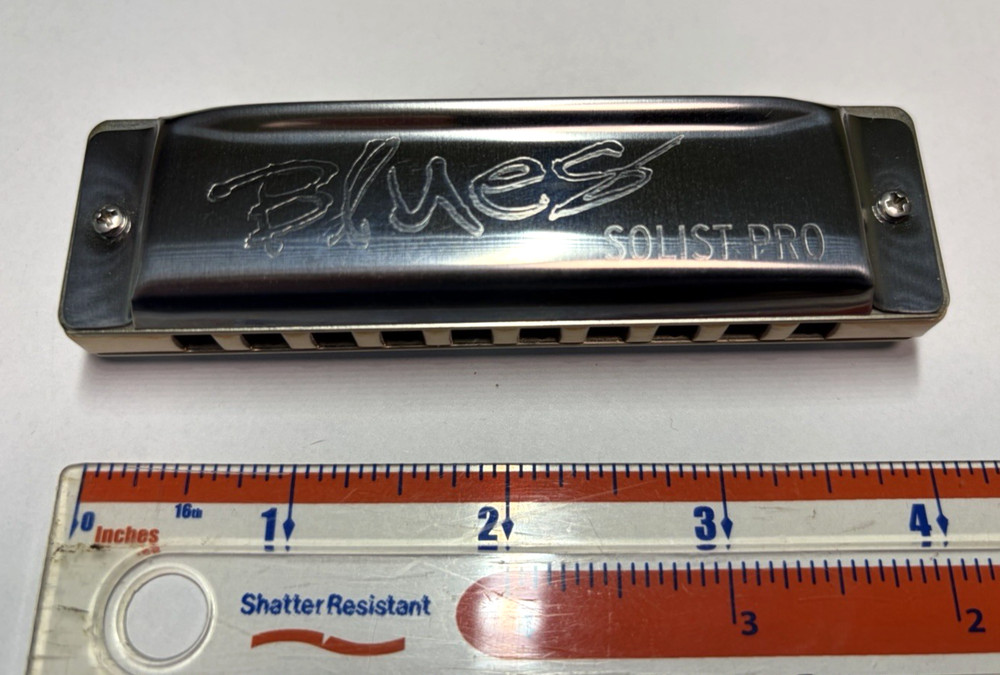 Blues
SOLIST PRO
0 1 2 3 4
Inches 16th
Shatter Resistant
3 2